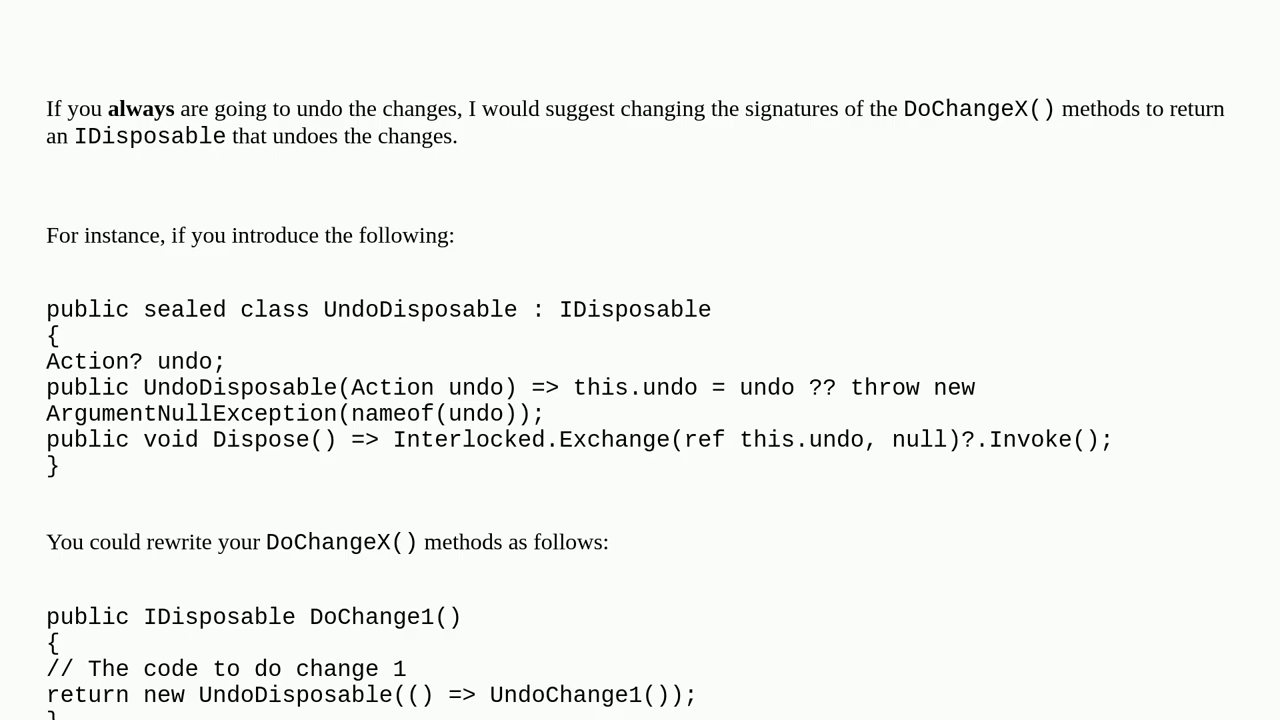 If you always are going to undo the changes, I would suggest changing the signatures of the DoChangeX() methods to return
an IDisposable that undoes the changes.
For instance, if you introduce the following:
public sealed class UndoDisposable : IDisposable
{
Action? undo;
public UndoDisposable(Action undo) => this.undo = undo ?? throw new
ArgumentNullException(nameof(undo));
public void Dispose() => Interlocked.Exchange(ref this.undo, null)?.Invoke();
}
You could rewrite your DoChangeX() methods as follows:
public IDisposable DoChange1()
{
// The code to do change 1
return new UndoDisposable(() => UndoChange1());
}